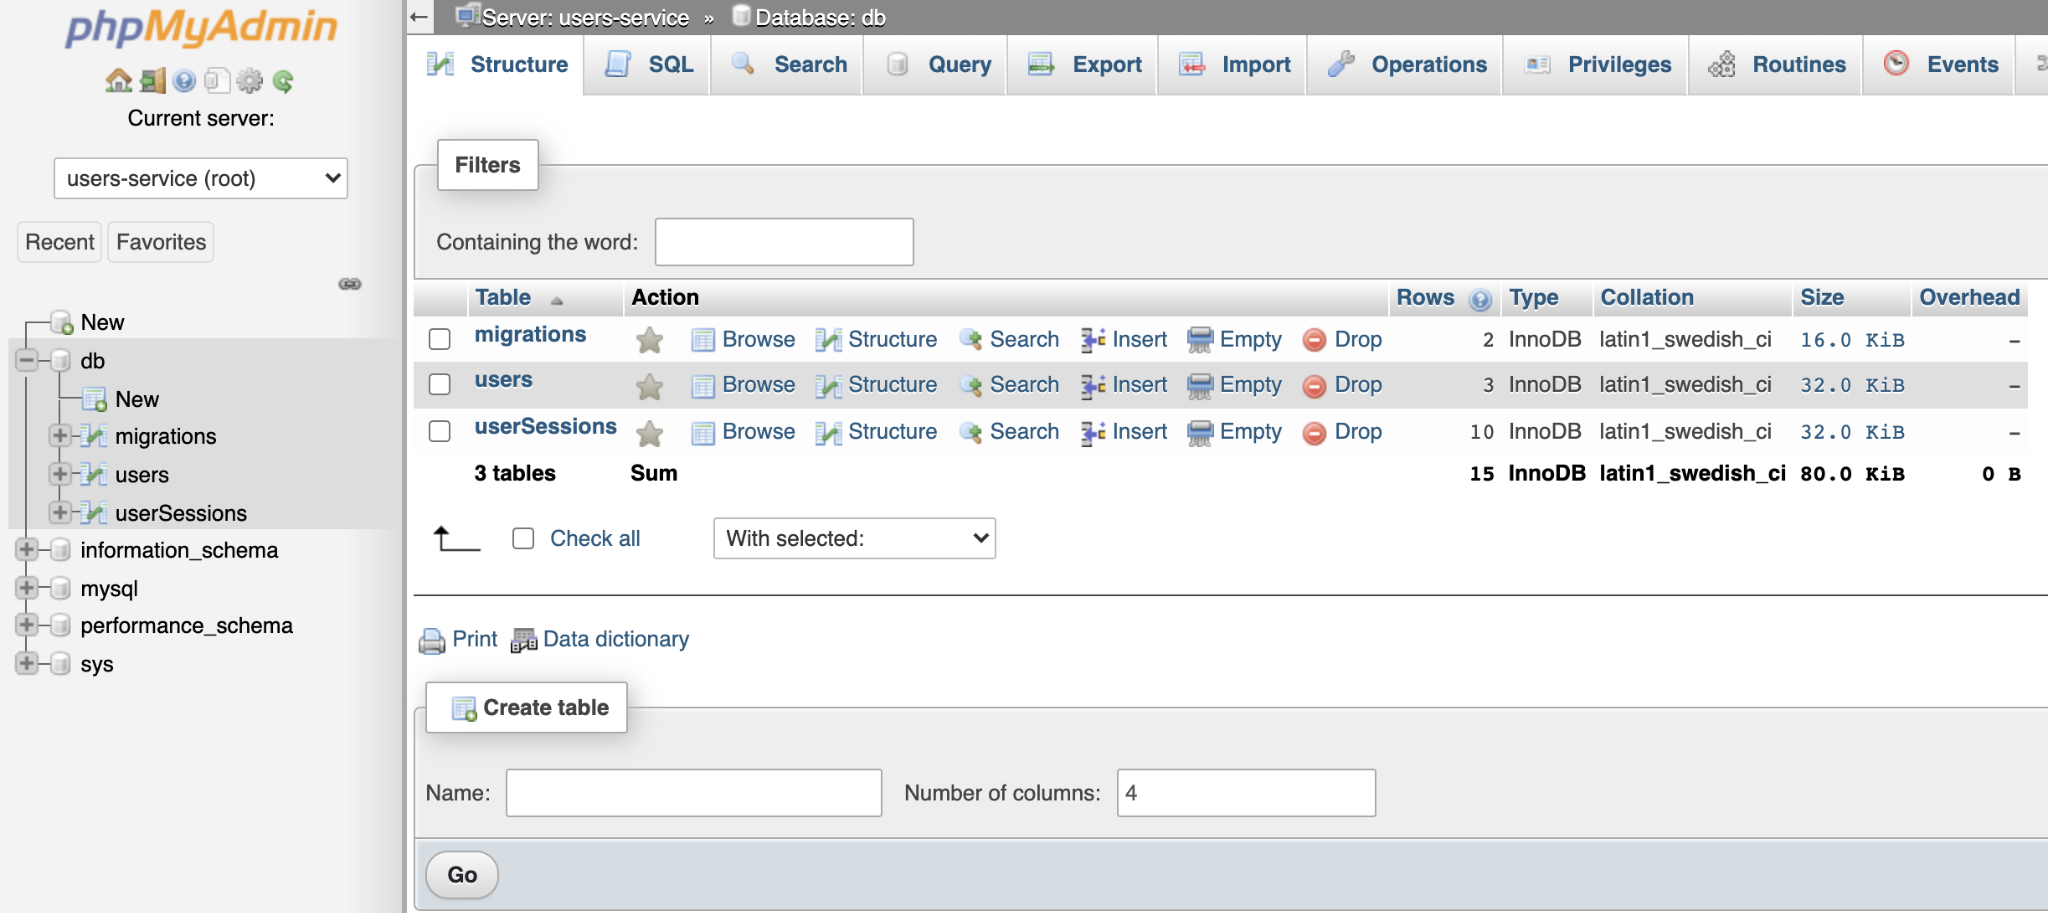 phpMyAdmin
Current server:
users-service (root)
Recent Favorites
New
db
New
migrations
users
userSessions
information_schema
mysql
performance_schema
sys
Server: users-service » Database: db
Structure SQL Search Query Export Import Operations Privileges Routines Events
Filters
Containing the word:
Table Action Rows Type Collation Size Overhead
migrations Browse Structure Search Insert Empty Drop 2 InnoDB latin1_swedish_ci 16.0 KiB –
users Browse Structure Search Insert Empty Drop 3 InnoDB latin1_swedish_ci 32.0 KiB –
userSessions Browse Structure Search Insert Empty Drop 10 InnoDB latin1_swedish_ci 32.0 KiB –
3 tables Sum 15 InnoDB latin1_swedish_ci 80.0 KiB 0 B
Check all With selected:
Print Data dictionary
Create table
Name: Number of columns: 4
Go